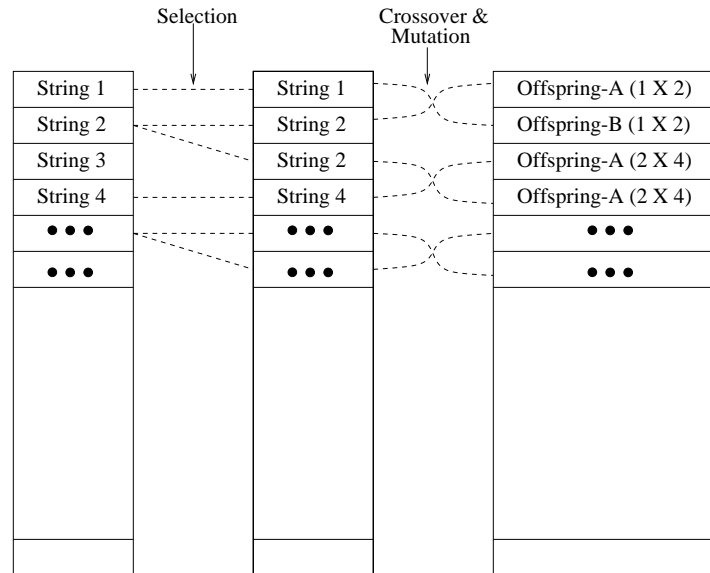 Selection
Crossover &
Mutation
String 1
String 1
Offspring-A (1 X 2)
String 2
String 2
Offspring-B (1 X 2)
String 3
String 2
Offspring-A (2 X 4)
String 4
String 4
Offspring-A (2 X 4)